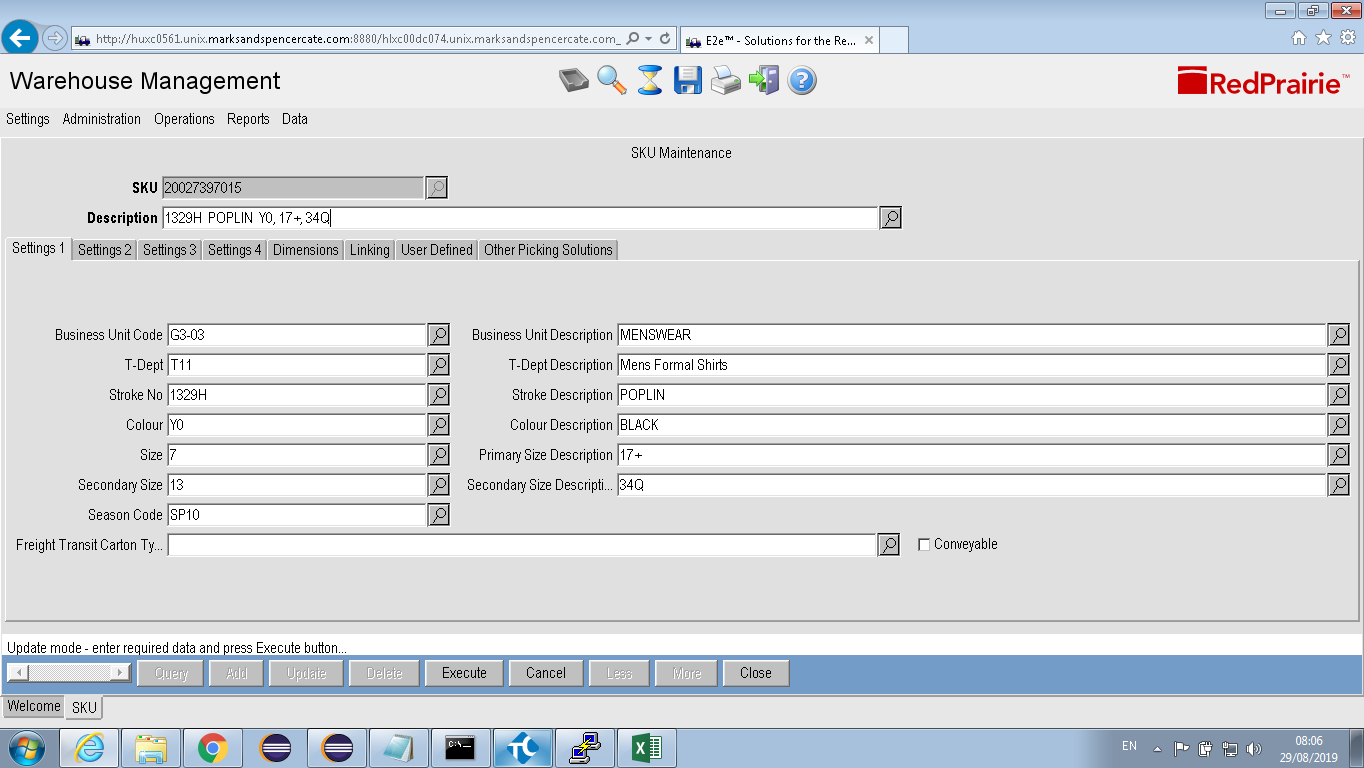 http://huxc0561.unix.marksandspencercate.com:8880/hlxc00dc074.unix.marksandspencercate.com_
E2e™ - Solutions for the Re...
Warehouse Management
RedPrairie™
Settings Administration Operations Reports Data
SKU Maintenance
SKU 20027397015
Description 1329H POPLIN Y0, 17+, 34Q
Settings 1 Settings 2 Settings 3 Settings 4 Dimensions Linking User Defined Other Picking Solutions
Business Unit Code G3-03 Business Unit Description MENSWEAR
T-Dept T11 T-Dept Description Mens Formal Shirts
Stroke No 1329H Stroke Description POPLIN
Colour Y0 Colour Description BLACK
Size 7 Primary Size Description 17+
Secondary Size 13 Secondary Size Descripti... 34Q
Season Code SP10
Freight Transit Carton Ty... Conveyable
Update mode - enter required data and press Execute button...
Query Add Update Delete Execute Cancel Less More Close
Welcome SKU
EN 08:06
29/08/2019